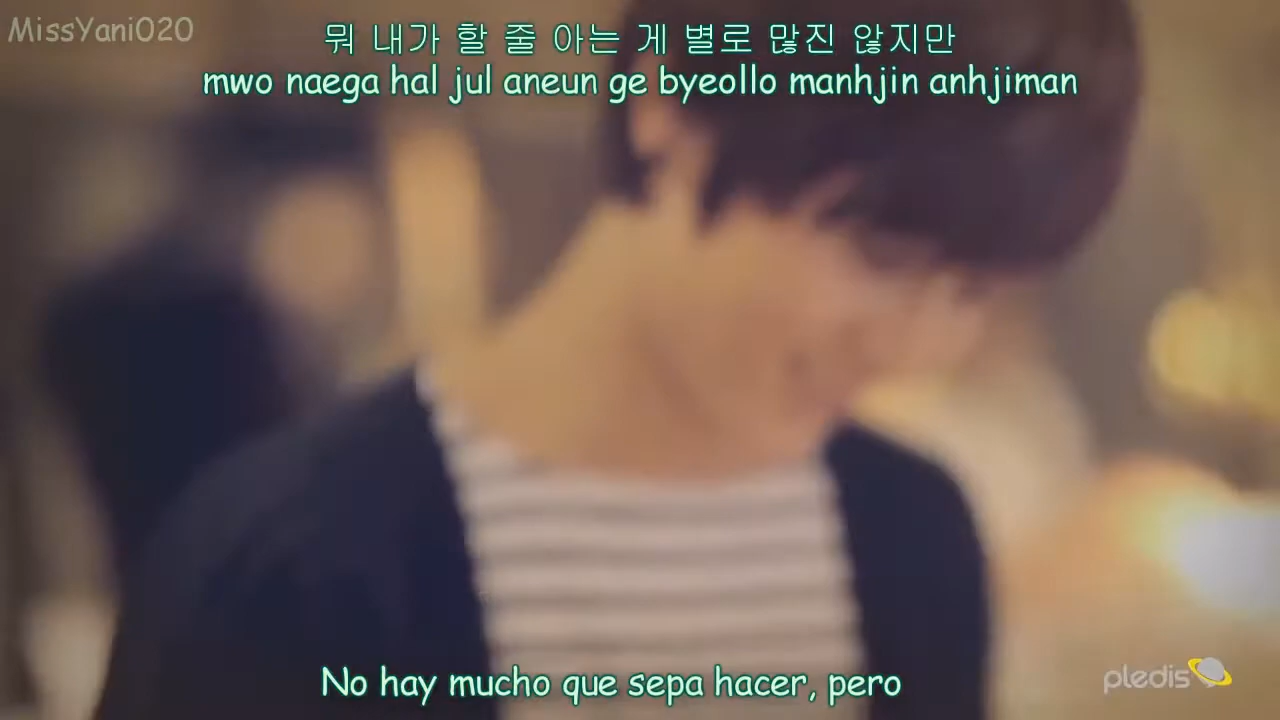 MissYani020
뭐 내가 할 줄 아는 게 별로 많진 않지만
mwo naega hal jul aneun ge byeollo manhjin anhjiman
No hay mucho que sepa hacer, pero
pledis